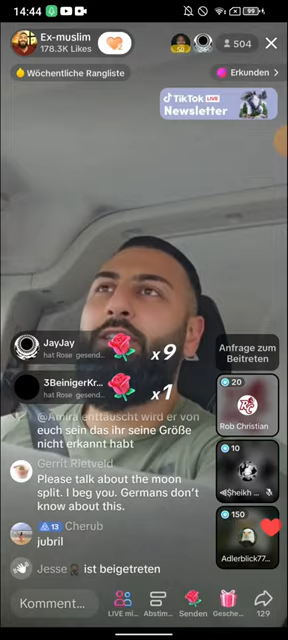 14:44
99
Ex-muslim
178.3K Likes
504
Wöchentliche Rangliste
Erkunden >
TikTok LIVE
Newsletter
JayJay
hat Rose gesend...
x9
3BeinigerKr...
hat Rose gesend...
x1
Anfrage zum
Beitreten
20
Rob Christian
10
Sheikh
150
Adlerblick77...
@Amira enttäuscht wird er von
euch sein das ihr seine Größe
nicht erkannt habt
Gerrit Rietveld
Please talk about the moon
split. I beg you. Germans don't
know about this.
13 Cherub
jubril
Jesse ist beigetreten
Komment...
LIVE mi...
Abstim...
Senden
Gesche...
129